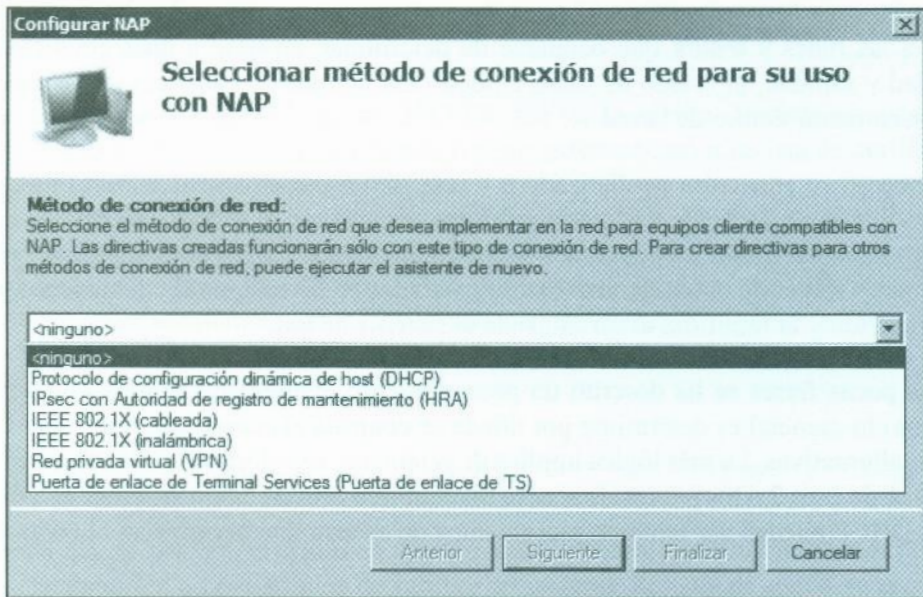 Configurar NAP
Seleccionar método de conexión de red para su uso
con NAP
Método de conexión de red:
Seleccione el método de conexión de red que desea implementar en la red para equipos cliente compatibles con
NAP. Las directivas creadas funcionarán sólo con este tipo de conexión de red. Para crear directivas para otros
métodos de conexión de red, puede ejecutar el asistente de nuevo.
<ninguno>
<ninguno>
Protocolo de configuración dinámica de host (DHCP)
IPsec con Autoridad de registro de mantenimiento (HRA)
IEEE 802.1X (cableada)
IEEE 802.1X (inalámbrica)
Red privada virtual (VPN)
Puerta de enlace de Terminal Services (Puerta de enlace de TS)
Anterior
Siguiente
Finalizar
Cancelar